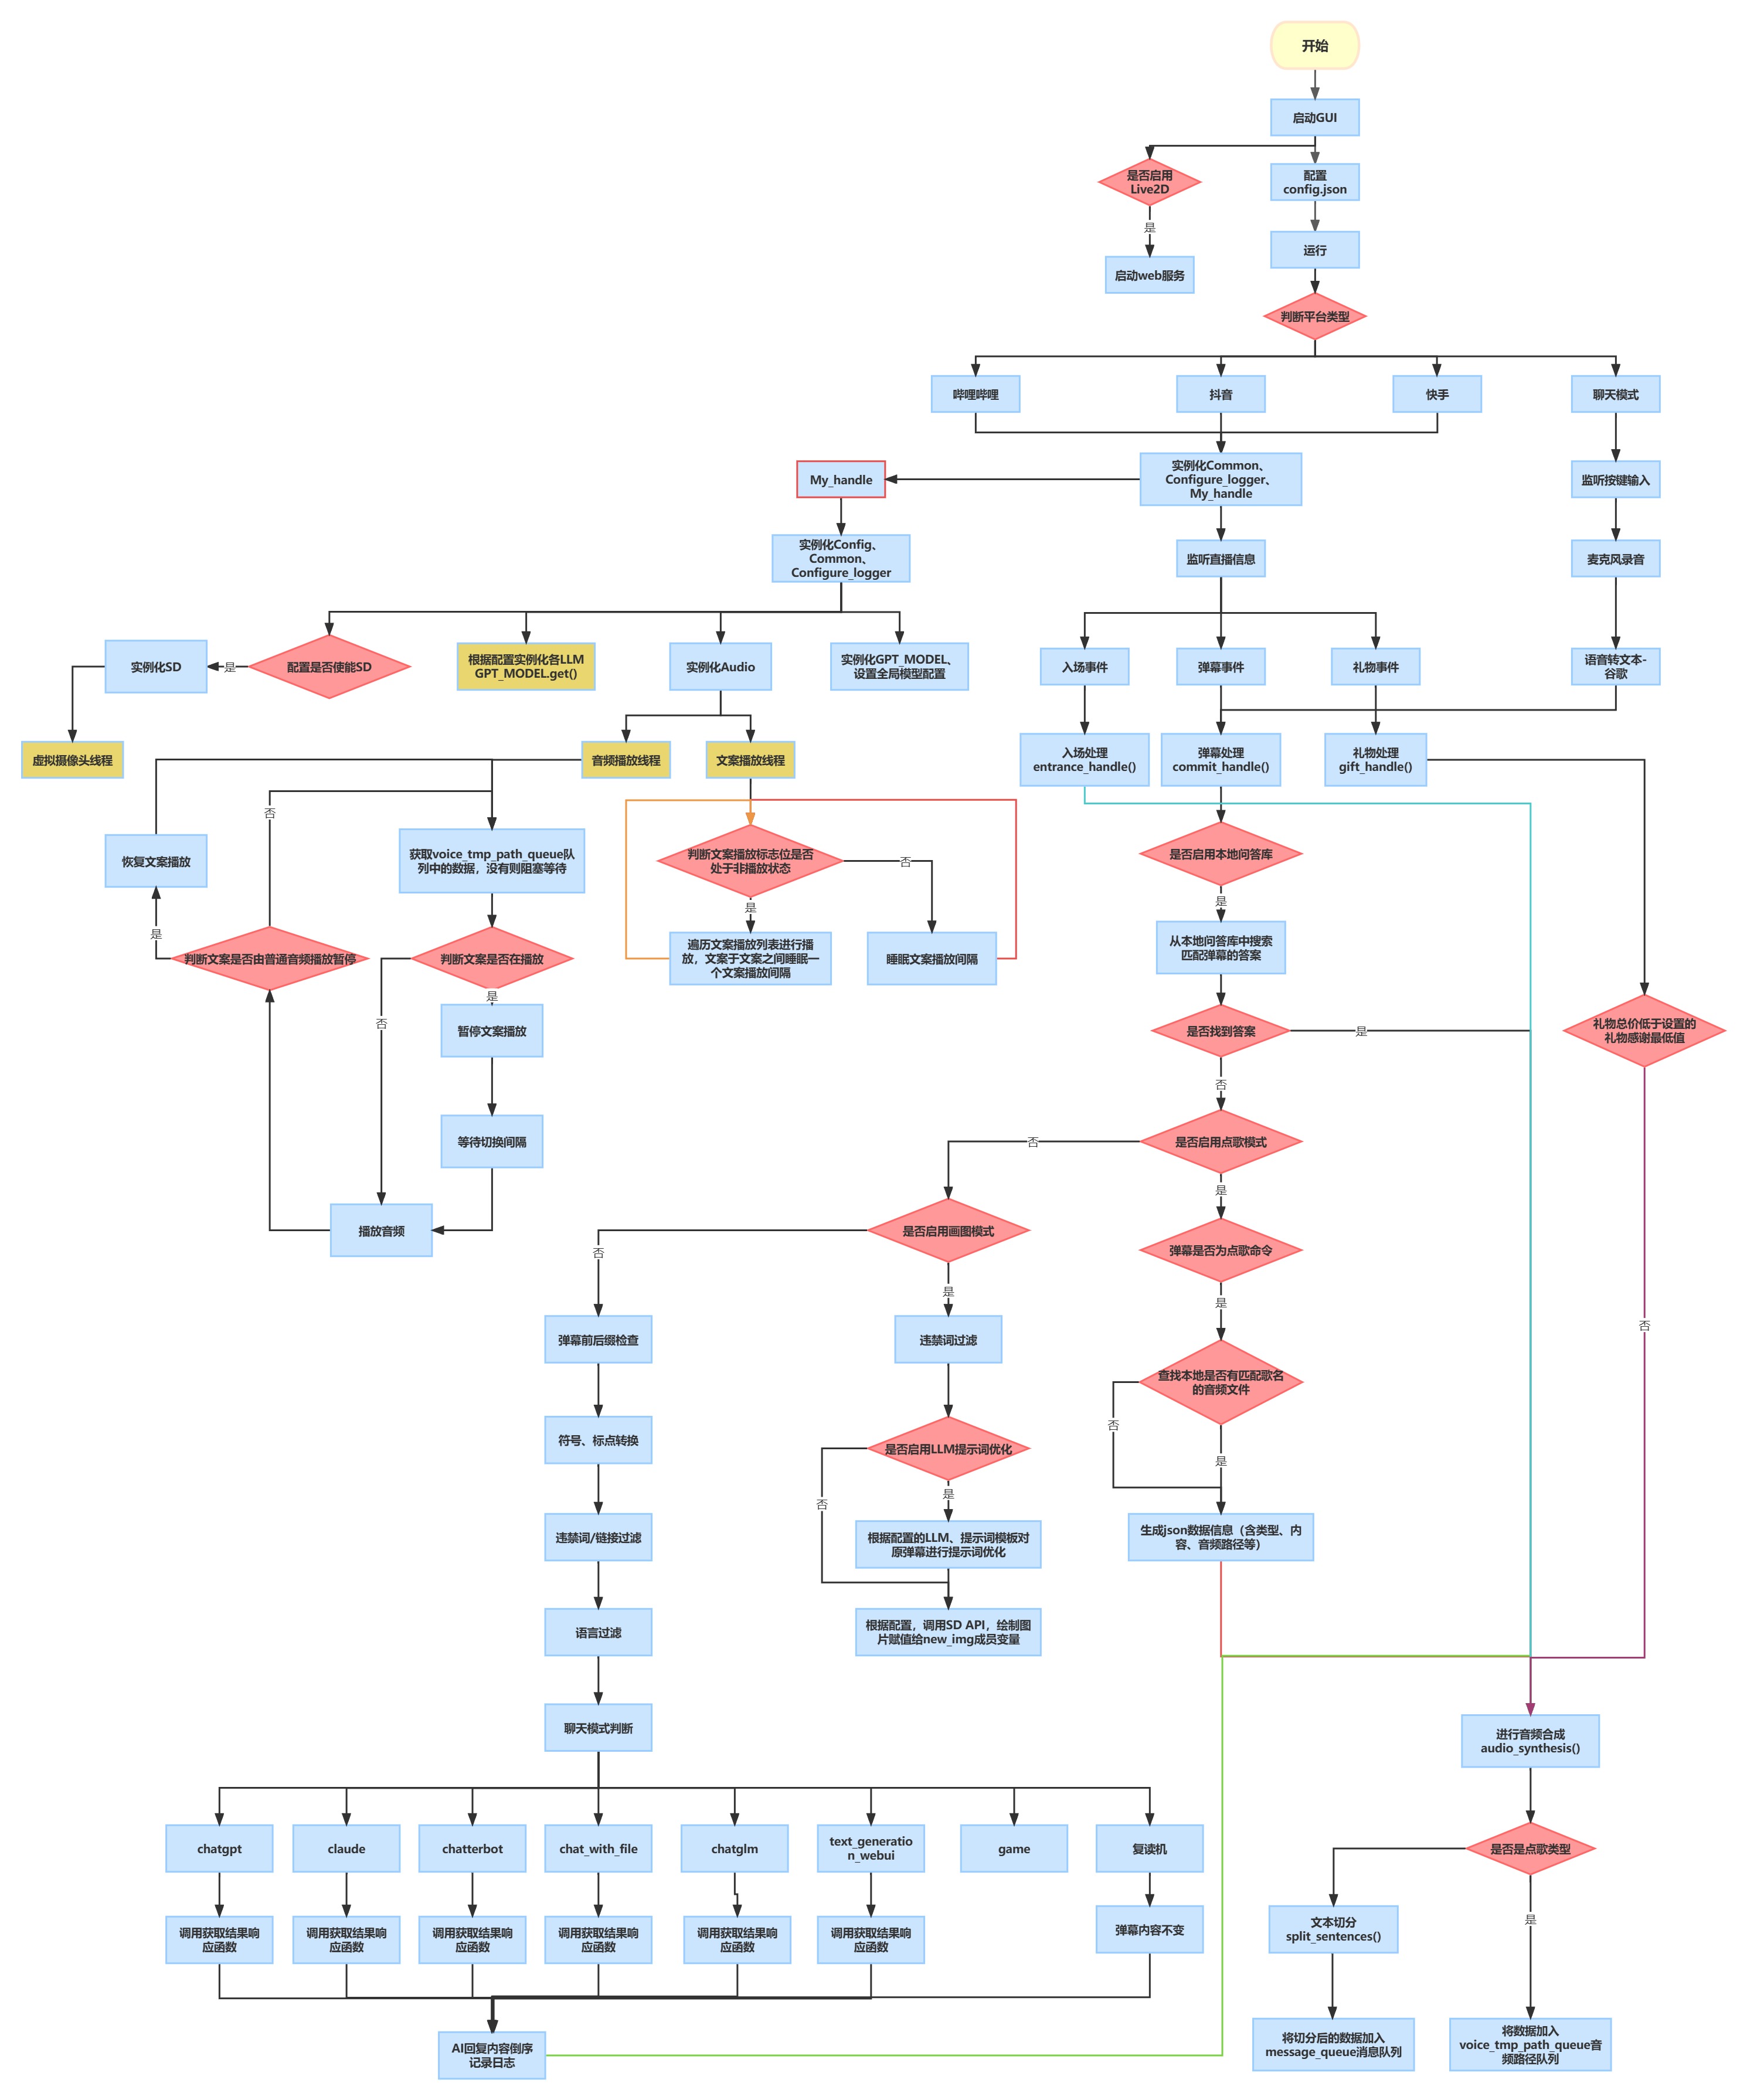 开始
启动GUI
是否启用
Live2D
配置
config.json
是
运行
启动web服务
判断平台类型
哔哩哔哩
抖音
快手
聊天模式
My_handle
实例化Common、
Configure_logger、
My_handle
监听按键输入
实例化Config、
Common、
Configure_logger
监听直播信息
麦克风录音
实例化SD
是
配置是否使能SD
根据配置实例化各LLM
GPT_MODEL.get()
实例化Audio
实例化GPT_MODEL、
设置全局模型配置
入场事件
弹幕事件
礼物事件
语音转文本-
谷歌
虚拟摄像头线程
音频播放线程
文案播放线程
入场处理
entrance_handle()
弹幕处理
commit_handle()
礼物处理
gift_handle()
否
恢复文案播放
获取voice_tmp_path_queue队
列中的数据，没有则阻塞等待
判断文案播放标志位是否
处于非播放状态
否
是否启用本地问答库
是
是
是
判断文案是否由普通音频播放暂停
判断文案是否在播放
遍历文案播放列表进行播
放，文案于文案之间睡眠一
个文案播放间隔
睡眠文案播放间隔
从本地问答库中搜索
匹配弹幕的答案
是
否
暂停文案播放
是否找到答案
是
礼物总价低于设置的
礼物感谢最低值
否
等待切换间隔
否
是否启用点歌模式
是
播放音频
是否启用画图模式
否
弹幕是否为点歌命令
是
是
否
弹幕前后缀检查
违禁词过滤
查找本地是否有匹配歌名
的音频文件
否
符号、标点转换
是否启用LLM提示词优化
是
是
否
违禁词/链接过滤
根据配置的LLM、提示词模板对
原弹幕进行提示词优化
生成json数据信息（含类型、内
容、音频路径等）
语言过滤
根据配置，调用SD API，绘制图
片赋值给new_img成员变量
聊天模式判断
进行音频合成
audio_synthesis()
chatgpt
claude
chatterbot
chat_with_file
chatglm
text_generatio
n_webui
game
复读机
是否是点歌类型
是
调用获取结果响
应函数
调用获取结果响
应函数
调用获取结果响
应函数
调用获取结果响
应函数
调用获取结果响
应函数
调用获取结果响
应函数
弹幕内容不变
文本切分
split_sentences()
AI回复内容倒序
记录日志
将切分后的数据加入
message_queue消息队列
将数据加入
voice_tmp_path_queue音
频路径队列